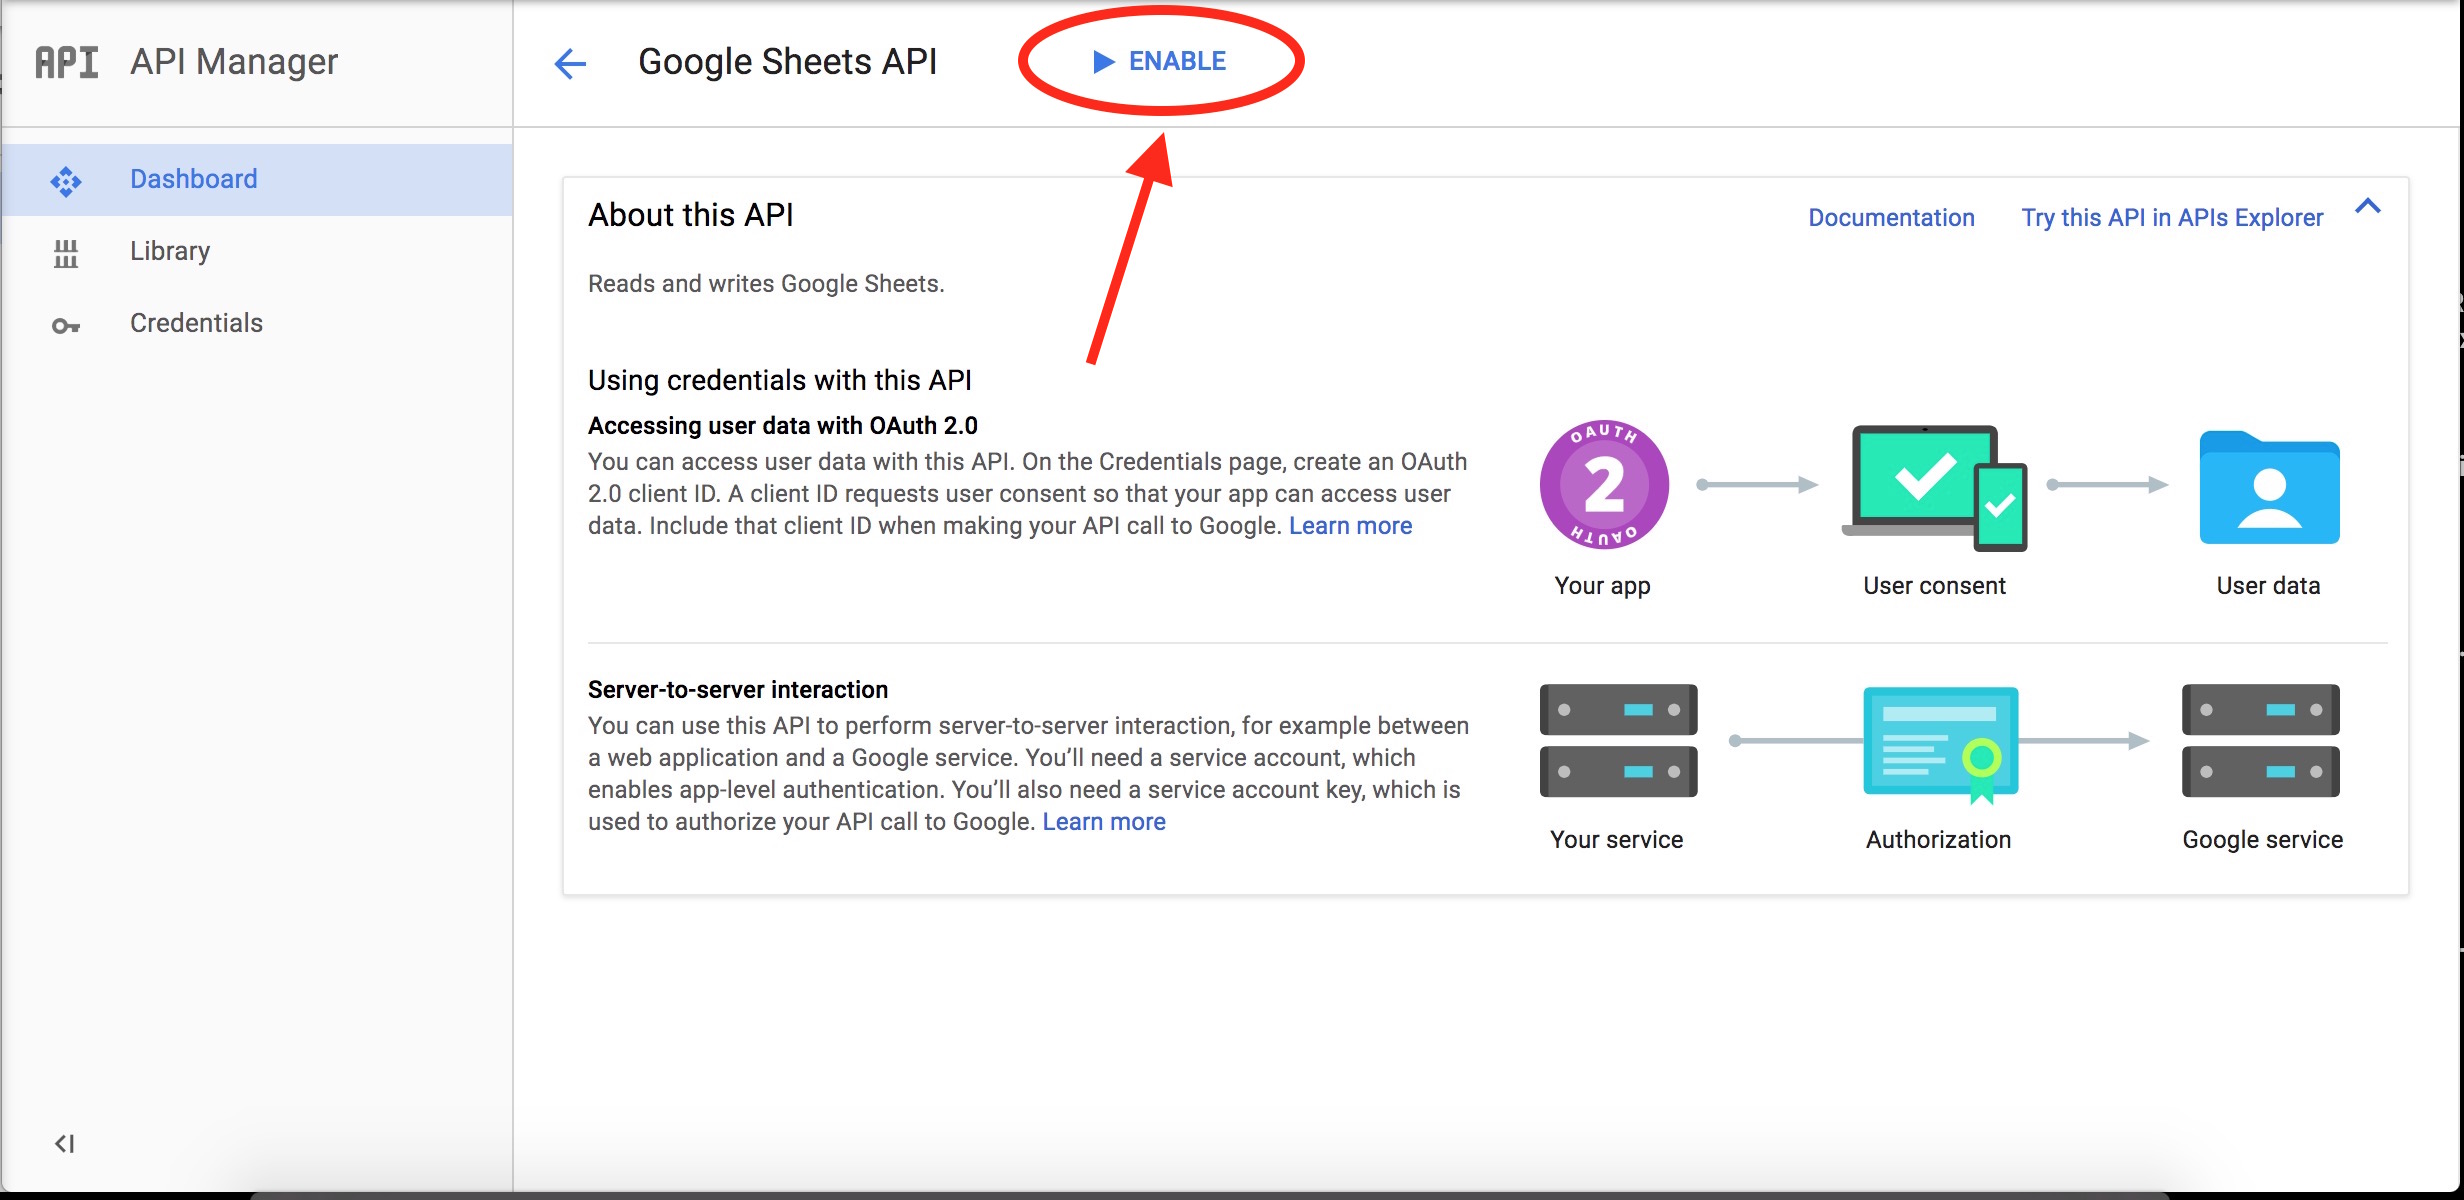 API API Manager
Google Sheets API
ENABLE
Dashboard
Library
Credentials
About this API
Documentation
Try this API in APIs Explorer
Reads and writes Google Sheets.
Using credentials with this API
Accessing user data with OAuth 2.0
You can access user data with this API. On the Credentials page, create an OAuth
2.0 client ID. A client ID requests user consent so that your app can access user
data. Include that client ID when making your API call to Google. Learn more
OAUTH
2
OAUTH
Your app
User consent
User data
Server-to-server interaction
You can use this API to perform server-to-server interaction, for example between
a web application and a Google service. You’ll need a service account, which
enables app-level authentication. You’ll also need a service account key, which is
used to authorize your API call to Google. Learn more
Your service
Authorization
Google service